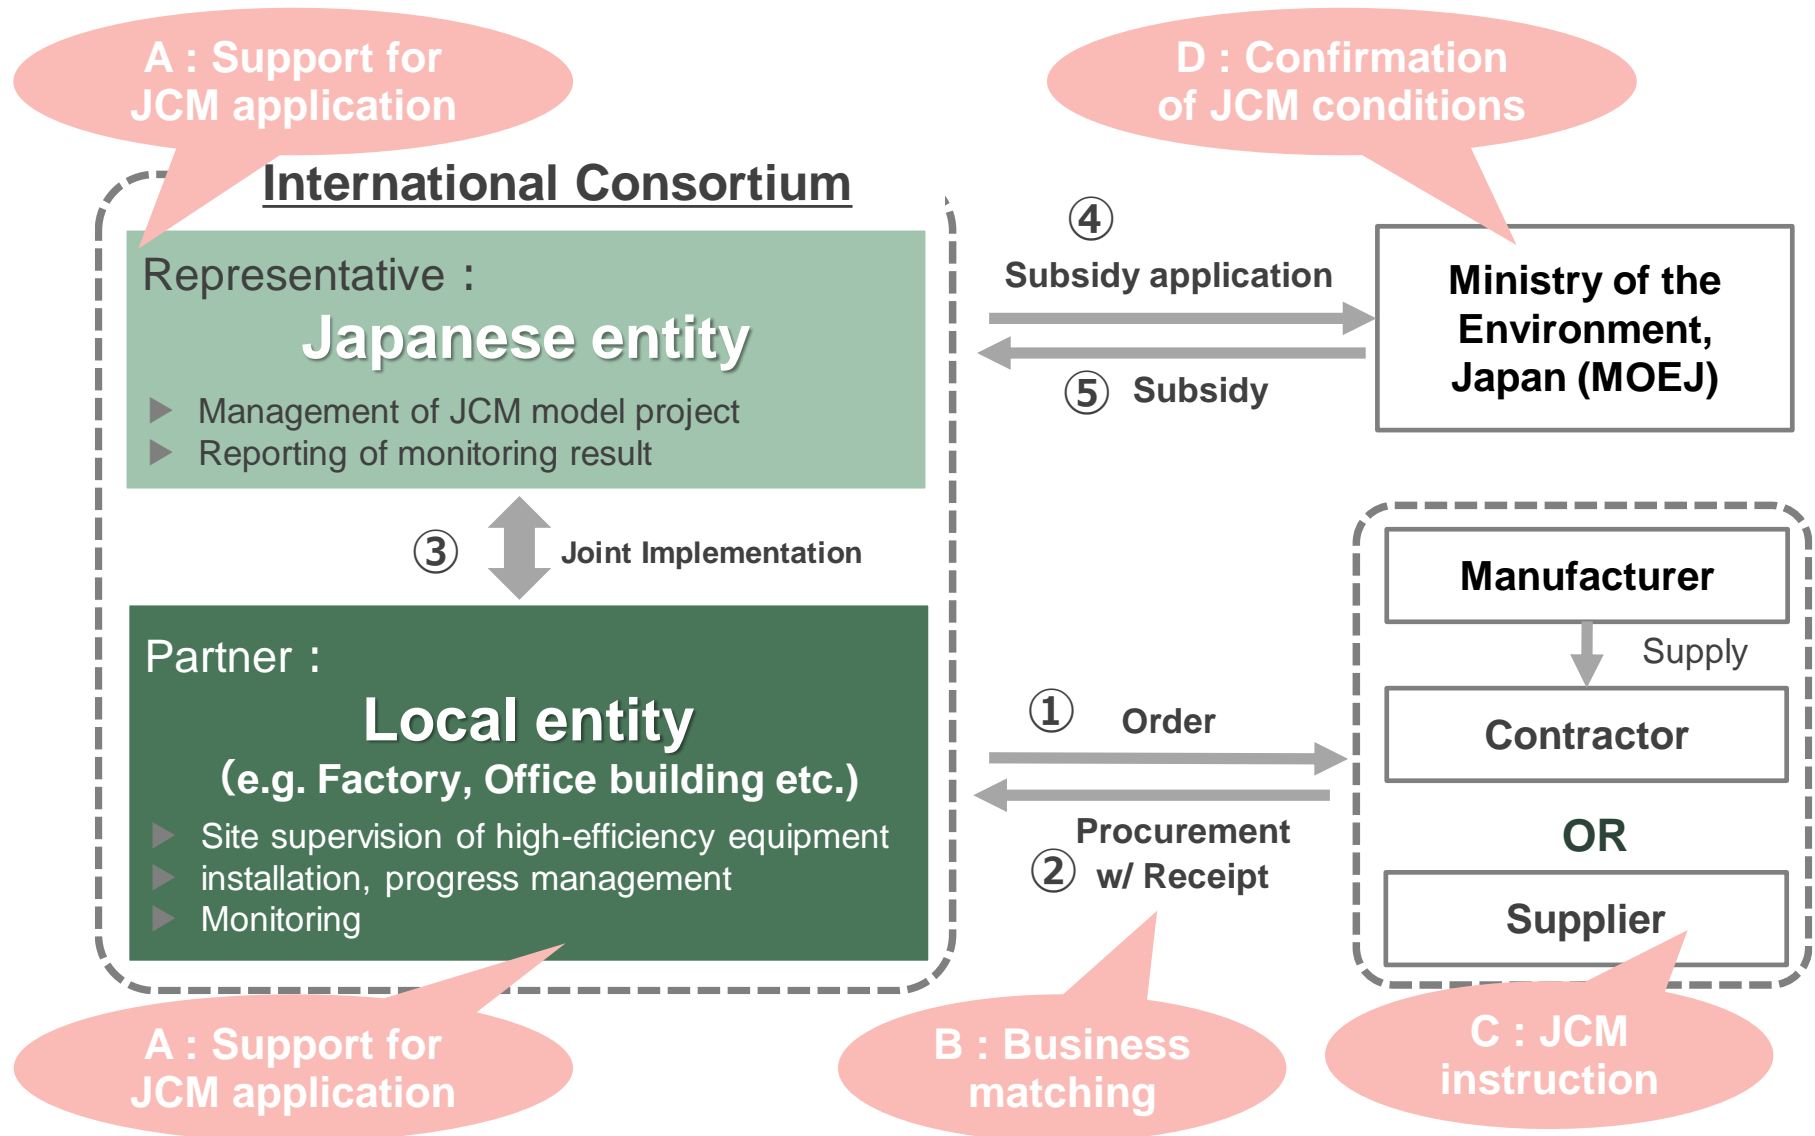 A : Support for
JCM application
D : Confirmation
of JCM conditions
International Consortium
Representative :
Japanese entity
▶ Management of JCM model project
▶ Reporting of monitoring result
④
Subsidy application
⑤ Subsidy
Ministry of the
Environment,
Japan (MOEJ)
③ Joint Implementation
Partner :
Local entity
(e.g. Factory, Office building etc.)
▶ Site supervision of high-efficiency equipment
▶ installation, progress management
▶ Monitoring
① Order
Procurement
② w/ Receipt
Manufacturer
Supply
Contractor
OR
Supplier
A : Support for
JCM application
B : Business
matching
C : JCM
instruction